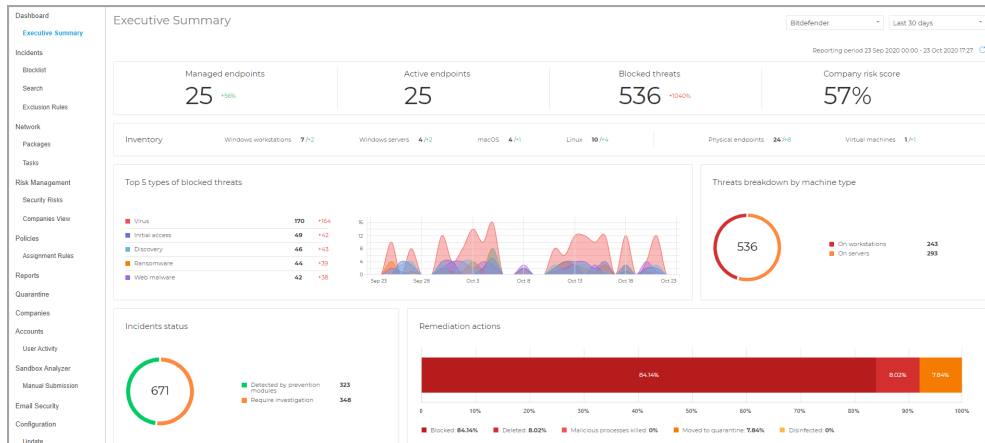 Dashboard
Executive Summary
Incidents
Blocklist
Search
Exclusion Rules
Network
Packages
Tasks
Risk Management
Security Risks
Companies View
Policies
Assignment Rules
Reports
Quarantine
Companies
Accounts
User Activity
Sandbox Analyzer
Manual Submission
Email Security
Configuration
Update
Executive Summary
Bitdefender
Last 30 days
Reporting period 23 Sep 2020 00:00 - 23 Oct 2020 17:27
Managed endpoints
25 +56%
Active endpoints
25
Blocked threats
536 +1040%
Company risk score
57%
Inventory Windows workstations 7/+2 Windows servers 4/+2 macOS 4/+1 Linux 10/+4 Physical endpoints 24/+8 Virtual machines 1/+1
Top 5 types of blocked threats
Virus 170 +164
Initial access 49 +42
Discovery 46 +43
Ransomware 44 +39
Web malware 42 +38
16
12
8
4
0
Sep 23 Sep 28 Oct 3 Oct 8 Oct 13 Oct 18 Oct 23
Threats breakdown by machine type
536
On workstations 243
On servers 293
Incidents status
671
Detected by prevention modules 323
Require investigation 348
Remediation actions
84.14% 8.02% 7.84%
0 10% 20% 30% 40% 50% 60% 70% 80% 90% 100%
Blocked: 84.14% Deleted: 8.02% Malicious processes killed: 0% Moved to quarantine: 7.84% Disinfected: 0%